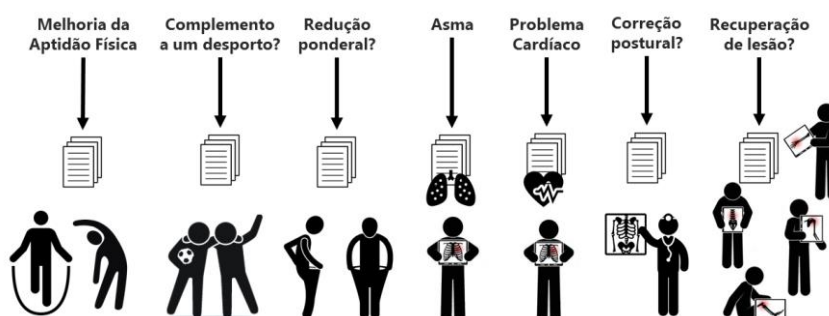 Melhoria da
Aptidão Física
Complemento
a um desporto?
Redução
ponderal?
Asma
Problema
Cardíaco
Correção
postural?
Recuperação
de lesão?